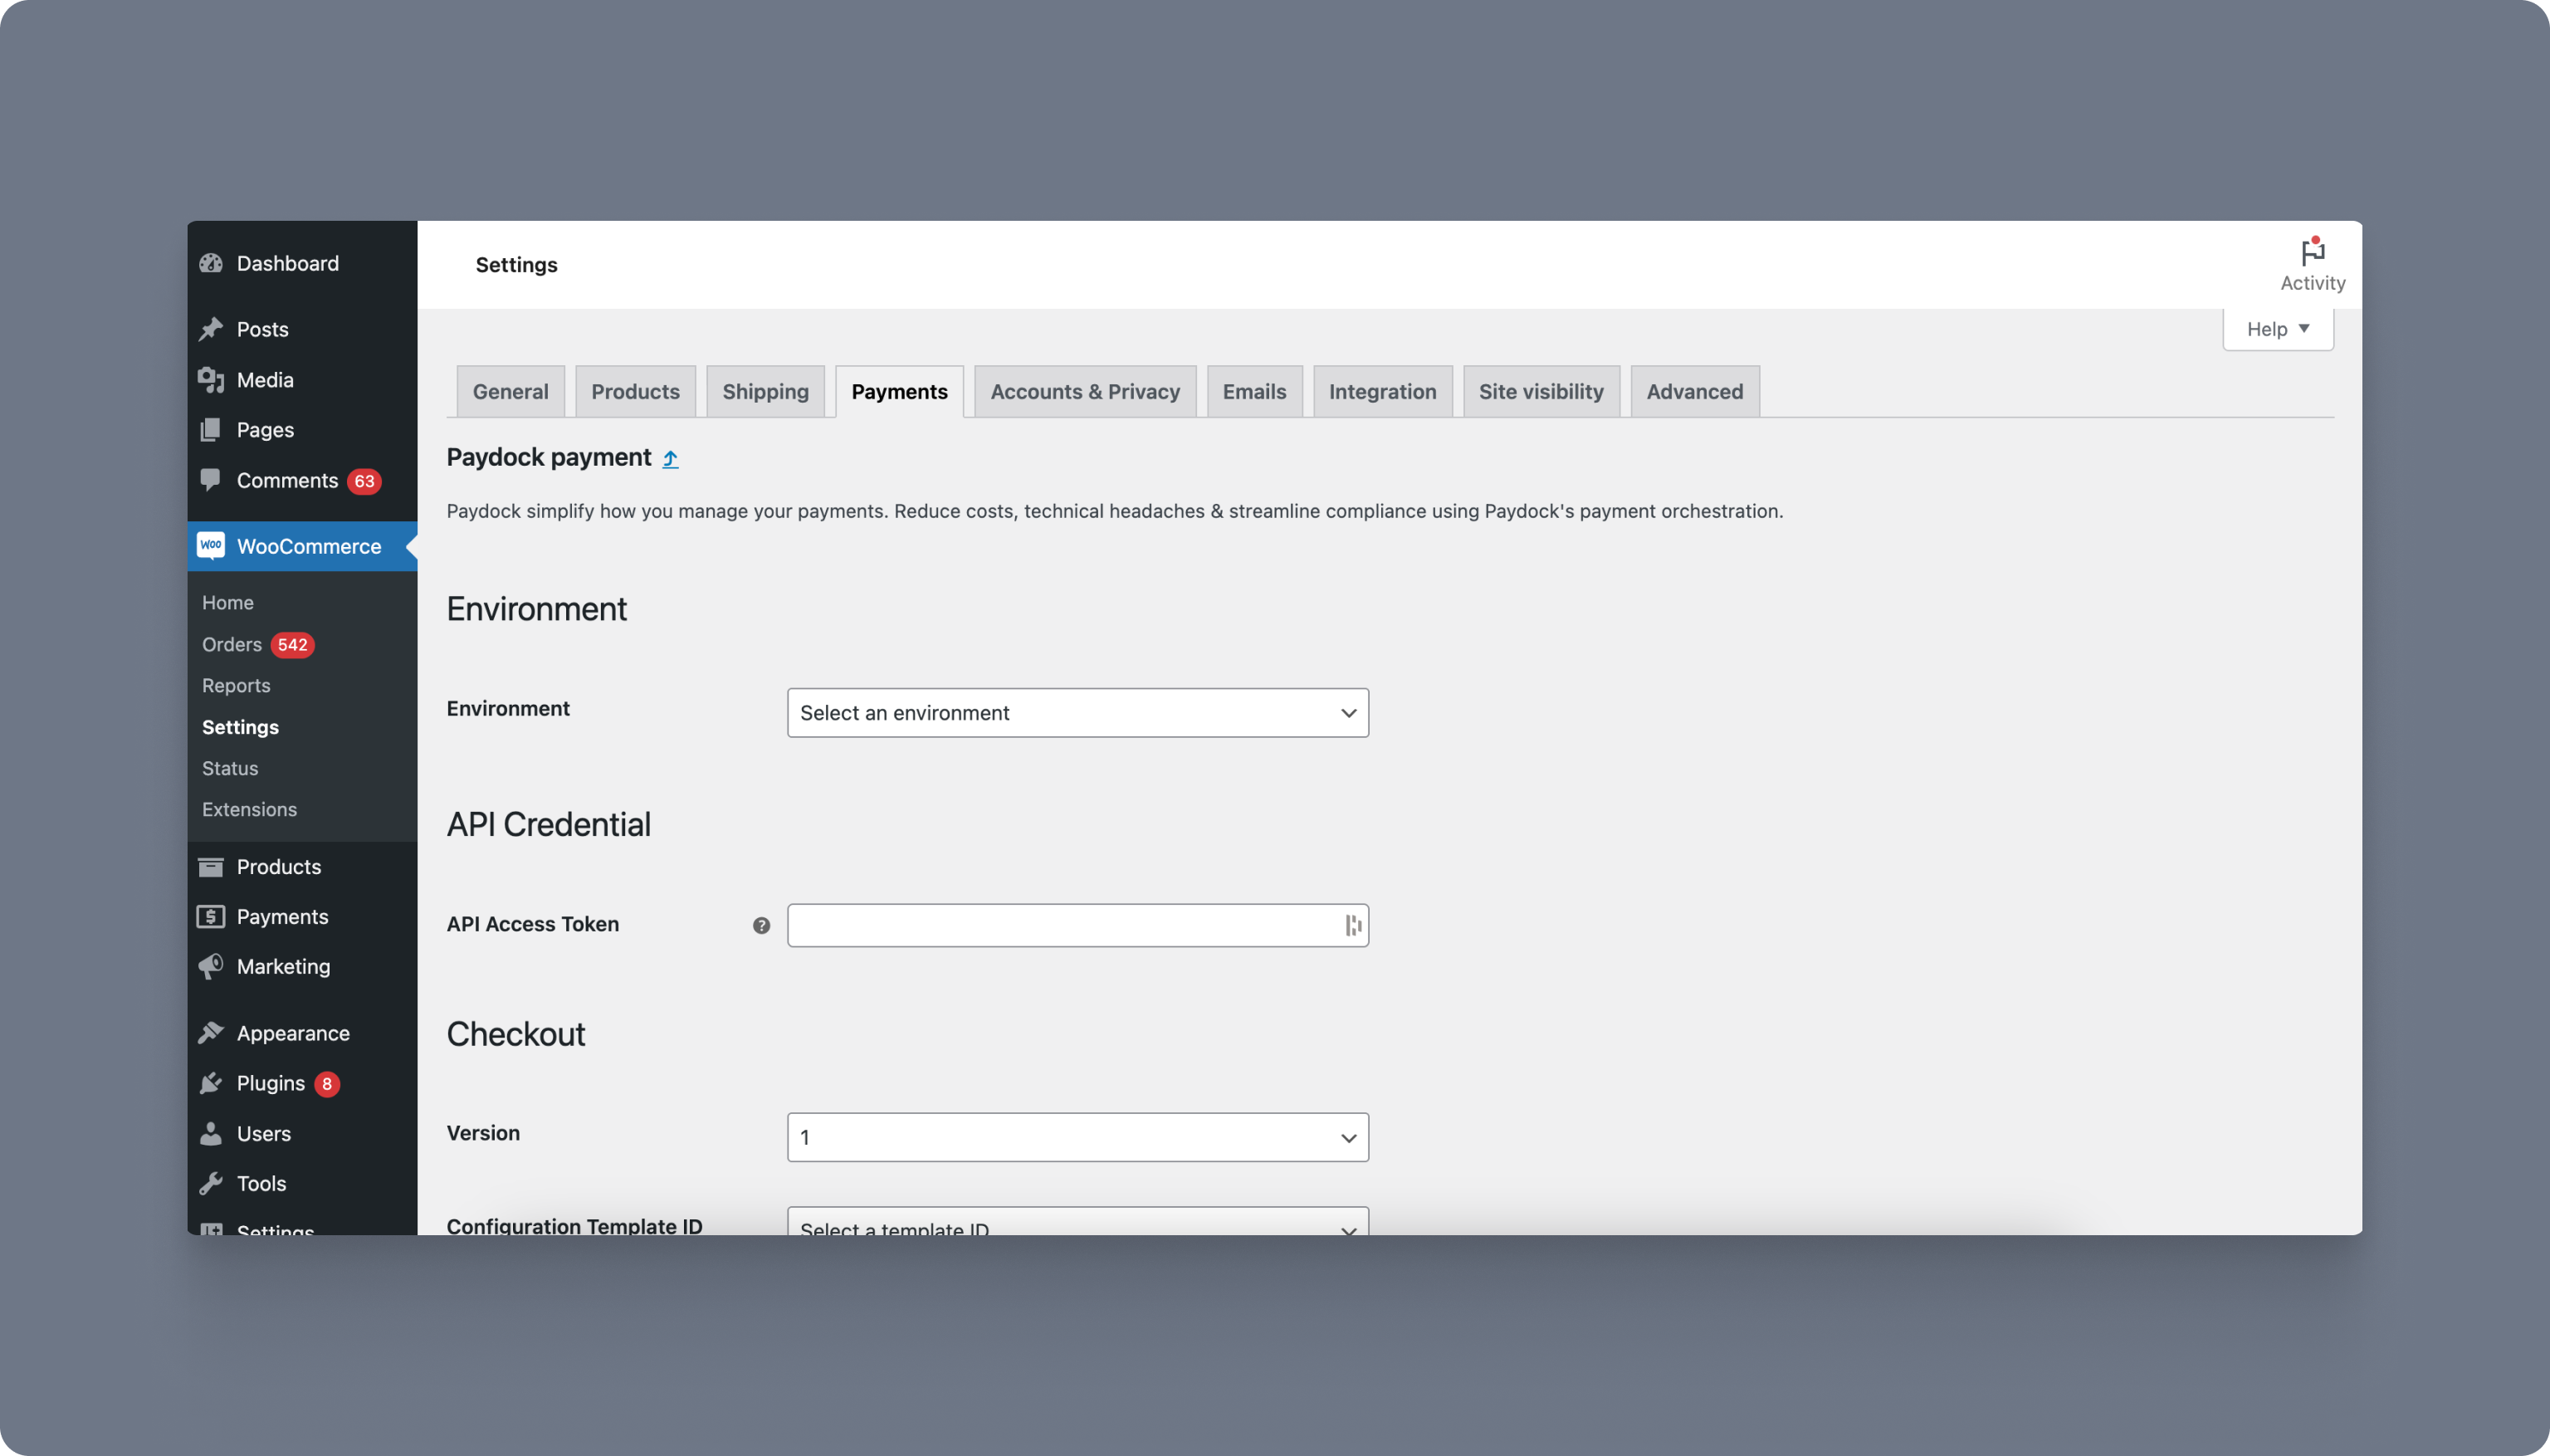 Dashboard
Posts
Media
Pages
Comments 63
Woo WooCommerce
Home
Orders 542
Reports
Settings
Status
Extensions
Products
Payments
Marketing
Appearance
Plugins 8
Users
Tools
Settings
Settings
Activity
Help
General Products Shipping Payments Accounts & Privacy Emails Integration Site visibility Advanced
Paydock payment
Paydock simplify how you manage your payments. Reduce costs, technical headaches & streamline compliance using Paydock's payment orchestration.
Environment
Environment Select an environment
API Credential
API Access Token ?
Checkout
Version 1
Configuration Template ID Select a template ID